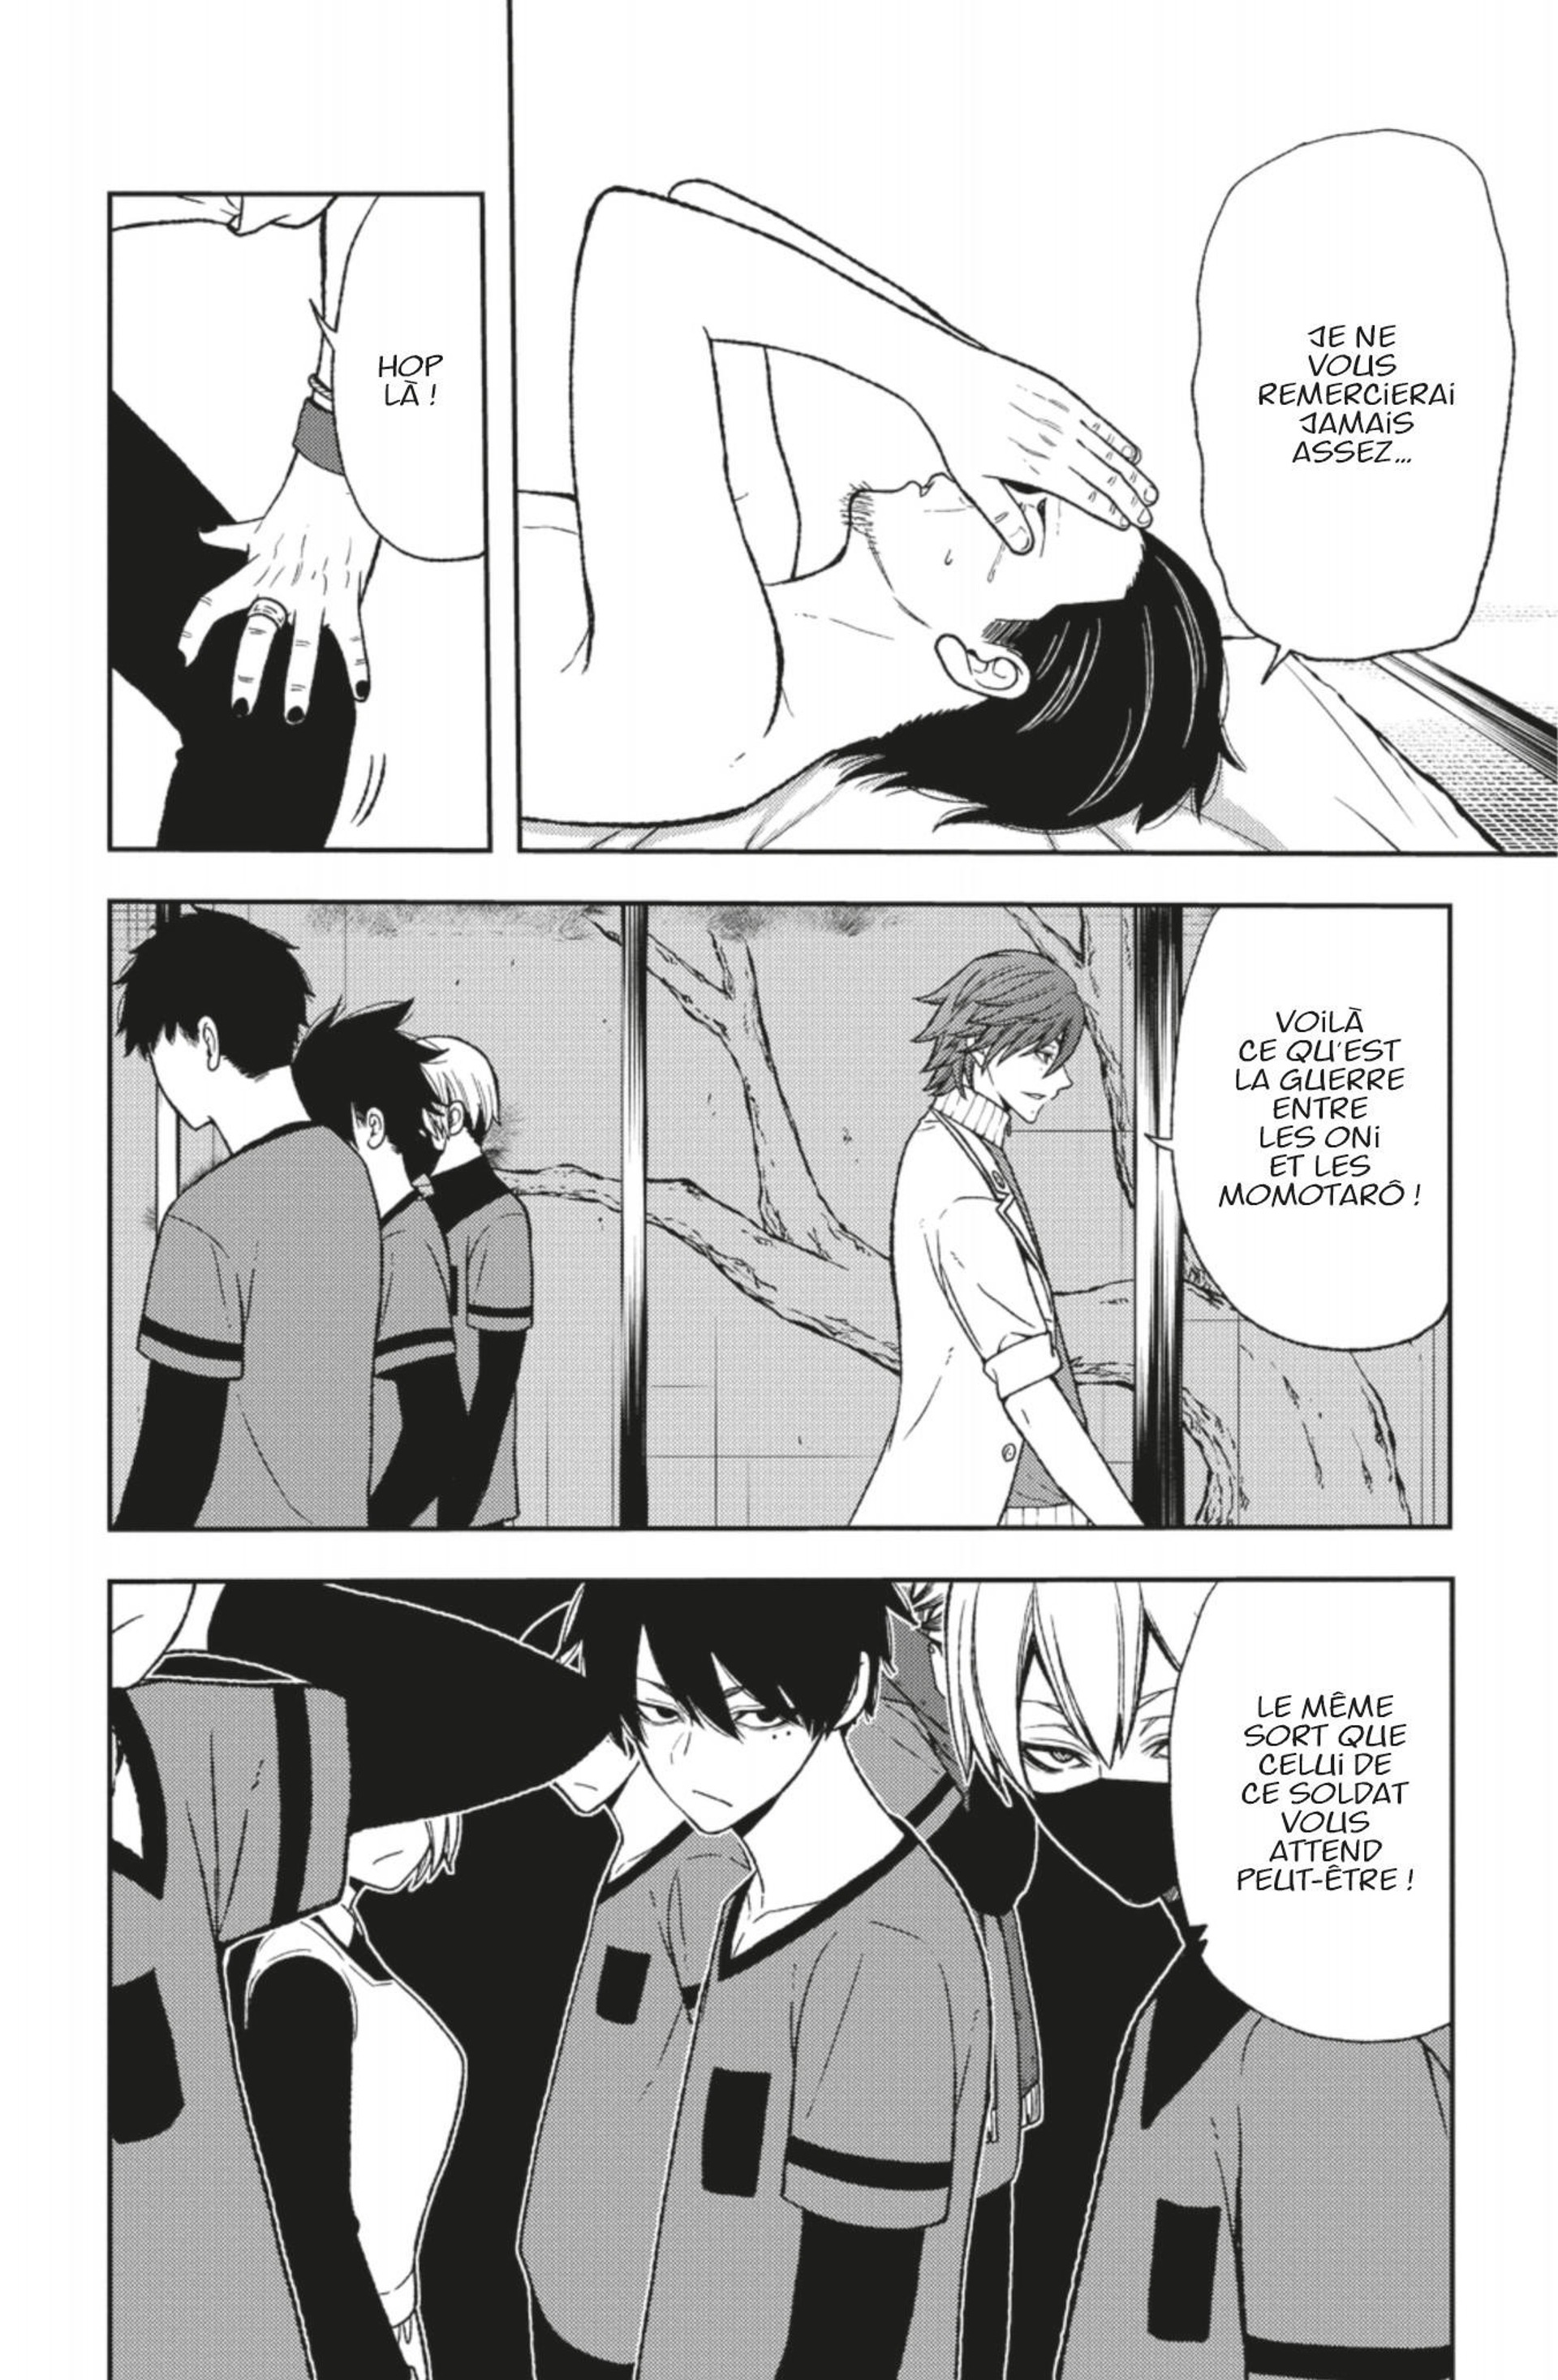 JE NE
VOUS
REMERCIERAI
JAMAIS
ASSEZ...
HOP
LÀ !
VOILÀ
CE QU'EST
LA GUERRE
ENTRE
LES ONI
ET LES
MOMOTARÔ !
LE MÊME
SORT QUE
CELUI DE
CE SOLDAT
VOUS
ATTEND
PEUT-ÊTRE !